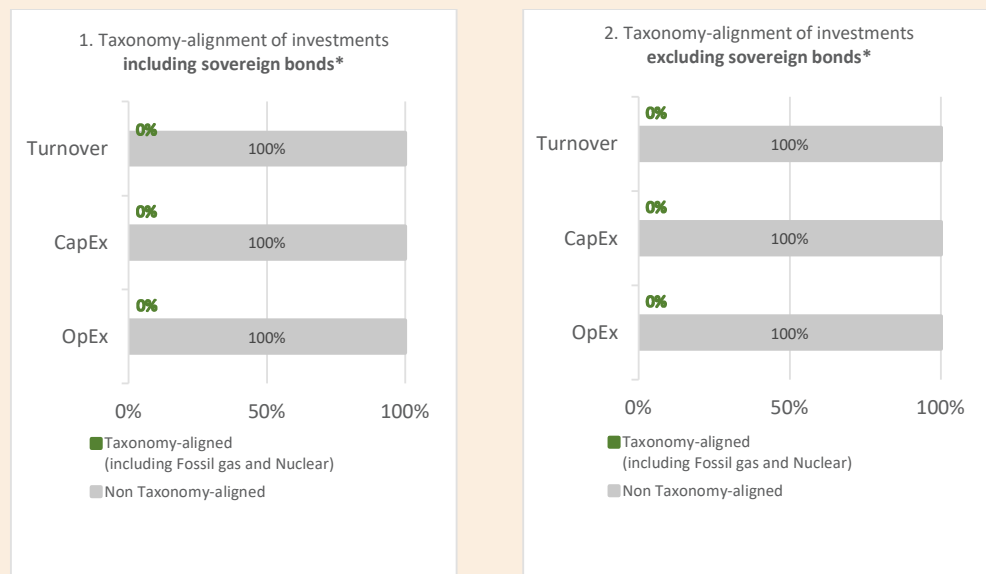 1. Taxonomy-alignment of investments
including sovereign bonds*
0%
Turnover
100%
0%
CapEx
100%
0%
OpEx
100%
0%
50%
100%
Taxonomy-aligned
(including Fossil gas and Nuclear)
Non Taxonomy-aligned
2. Taxonomy-alignment of investments
excluding sovereign bonds*
0%
Turnover
100%
0%
CapEx
100%
0%
OpEx
100%
0%
50%
100%
Taxonomy-aligned
(including Fossil gas and Nuclear)
Non Taxonomy-aligned